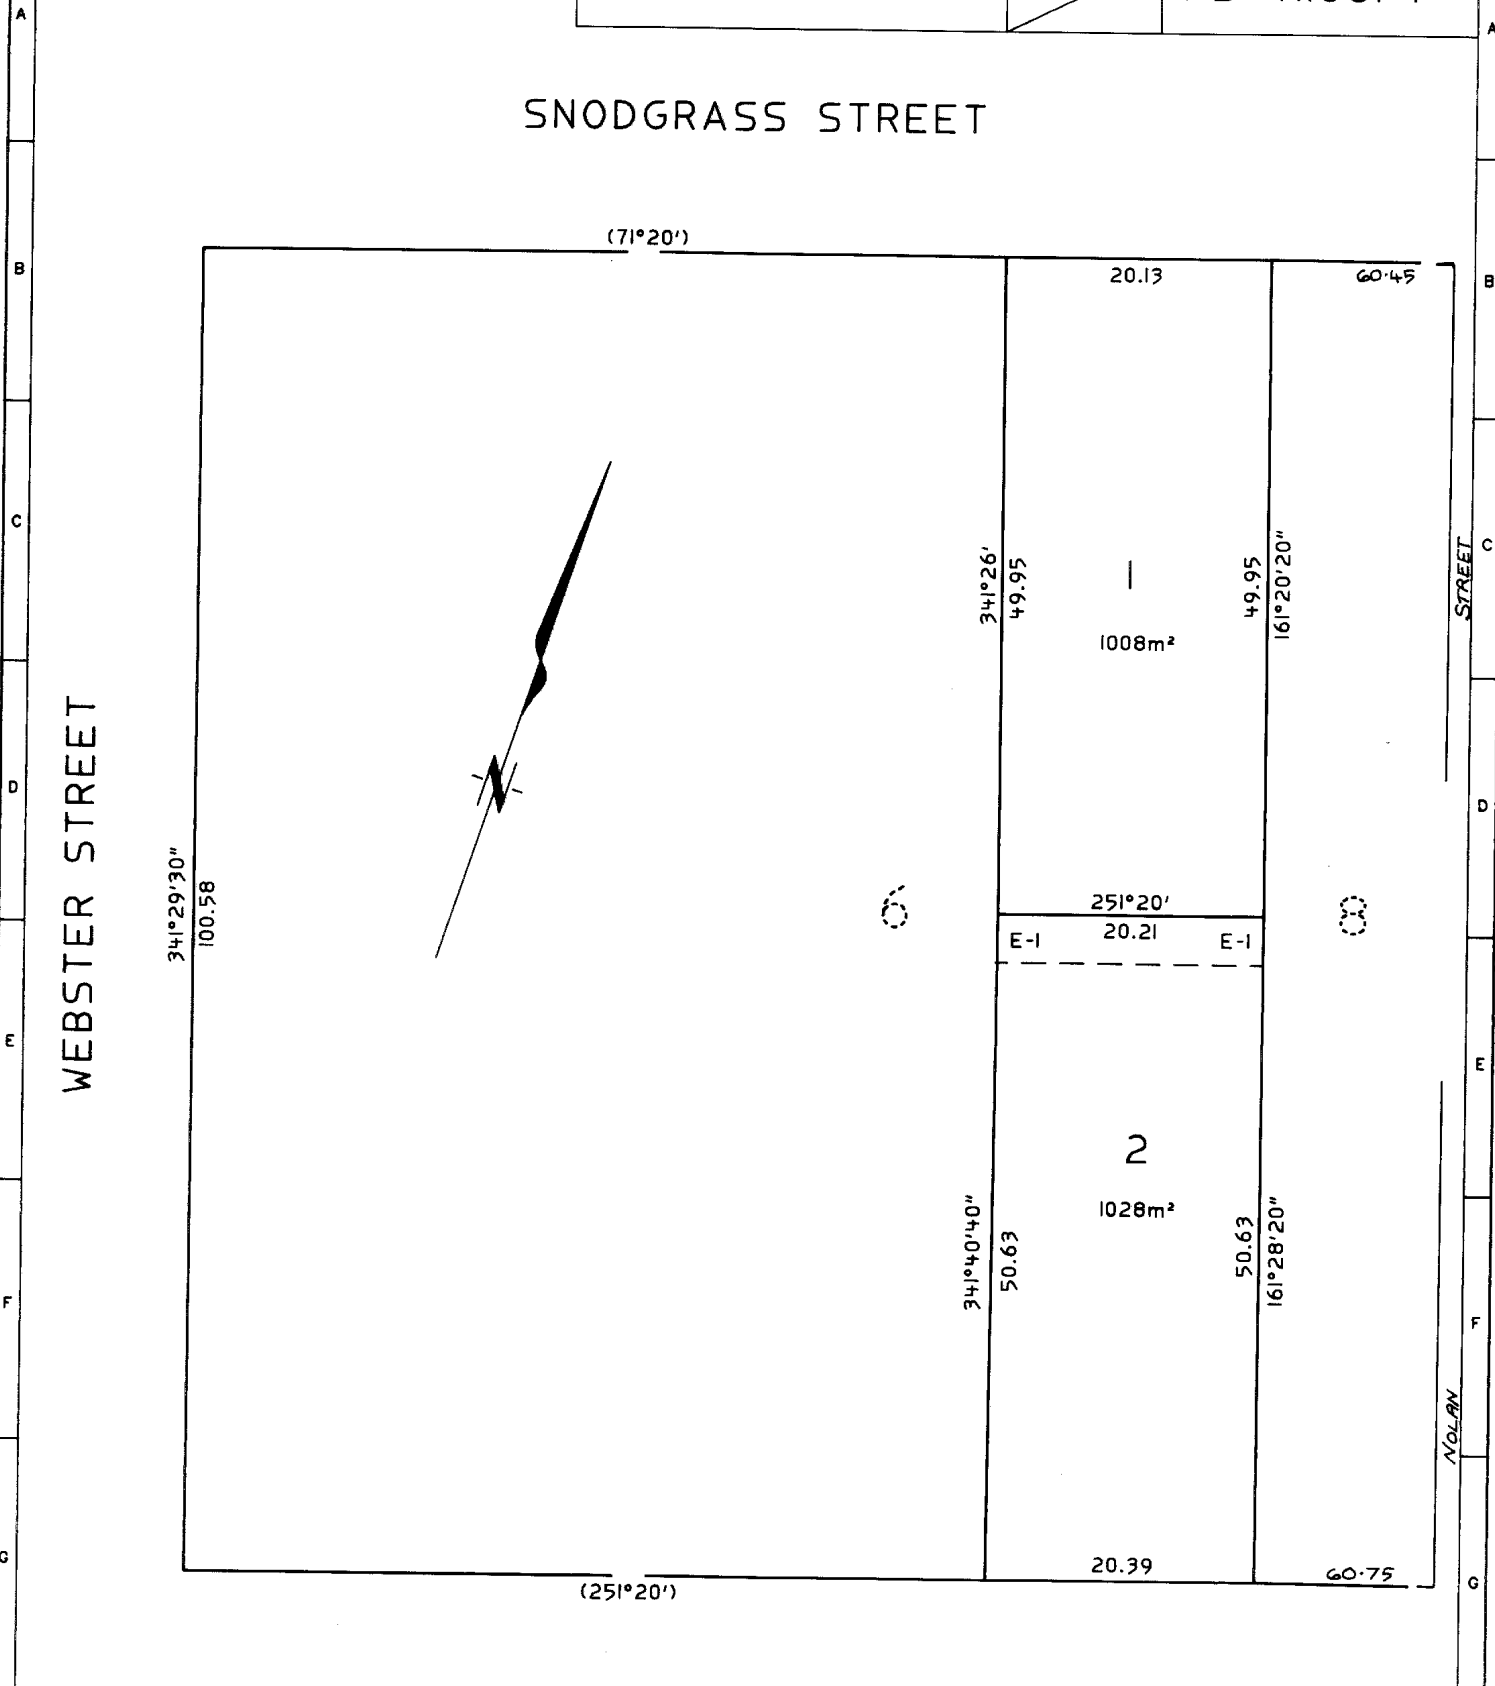 A
A
SNODGRASS STREET
(71°20')
B
20.13
60·45
B
C
341°26'
49.95
1
1008m²
49.95
161°20'20"
STREET
C
WEBSTER STREET
D
N
D
341°29'30"
100.58
6
251°20'
20.21
E-1
E-1
8
E
E
2
1028m²
341°40'40"
50.63
50.63
161°28'20"
F
F
NOLAN
G
20.39
60·75
G
(251°20')